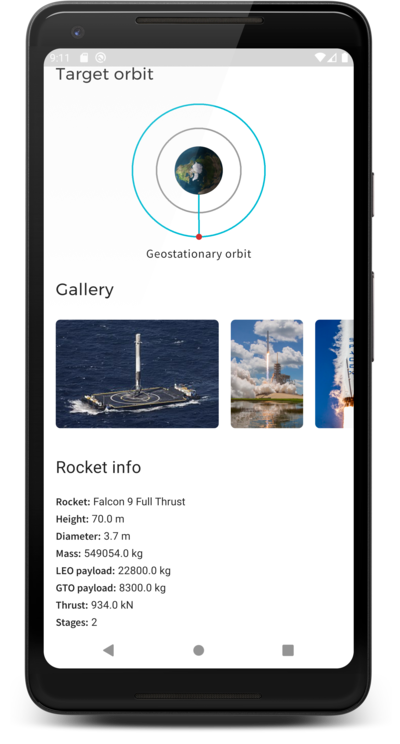 9:11
Target orbit
Geostationary orbit
Gallery
Rocket info
Rocket: Falcon 9 Full Thrust
Height: 70.0 m
Diameter: 3.7 m
Mass: 549054.0 kg
LEO payload: 22800.0 kg
GTO payload: 8300.0 kg
Thrust: 934.0 kN
Stages: 2